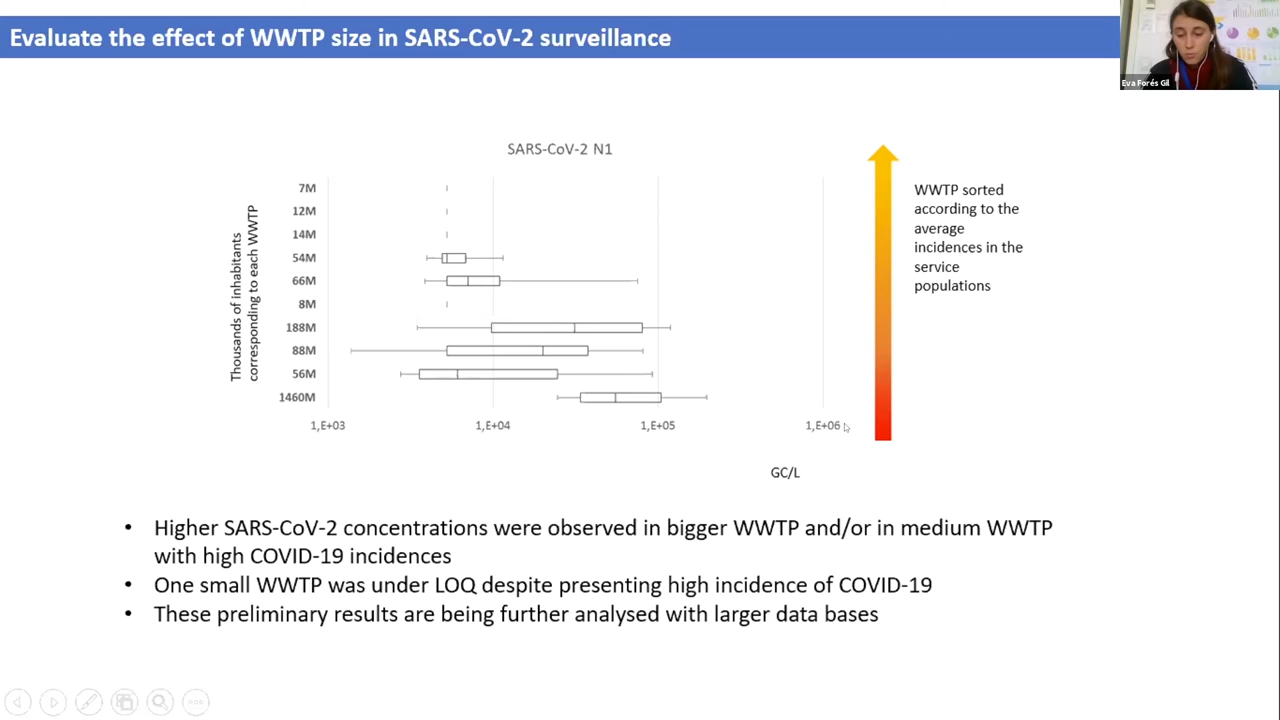 Evaluate the effect of WWTP size in SARS-CoV-2 surveillance
Eva Forés Gil
SARS-CoV-2 N1
Thousands of inhabitants
corresponding to each WWTP
7M
12M
14M
54M
66M
8M
188M
88M
56M
1460M
1,E+03
1,E+04
1,E+05
1,E+06
GC/L
WWTP sorted
according to the
average
incidences in the
service
populations
• Higher SARS-CoV-2 concentrations were observed in bigger WWTP and/or in medium WWTP
with high COVID-19 incidences
• One small WWTP was under LOQ despite presenting high incidence of COVID-19
• These preliminary results are being further analysed with larger data bases